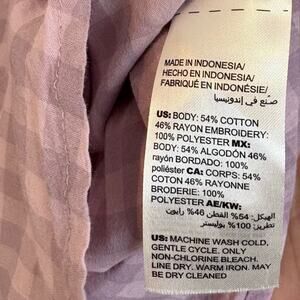 MADE IN INDONESIA/
HECHO EN INDONESIA/
FABRIQUÉ EN INDONÉSIE/
صنع في إندونيسيا
US: BODY: 54% COTTON
46% RAYON EMBROIDERY:
100% POLYESTER MX:
BODY: 54% ALGODÓN 46%
rayón BORDADO: 100%
poliéster CA: CORPS: 54%
COTON 46% RAYONNE
BRODERIE: 100%
POLYESTER AE/KW:
الهيكل: 54% القطن 46% رايون
تطريز: 100% بوليستر
US: MACHINE WASH COLD,
GENTLE CYCLE. ONLY
NON-CHLORINE BLEACH.
LINE DRY. WARM IRON. MAY
BE DRY CLEANED